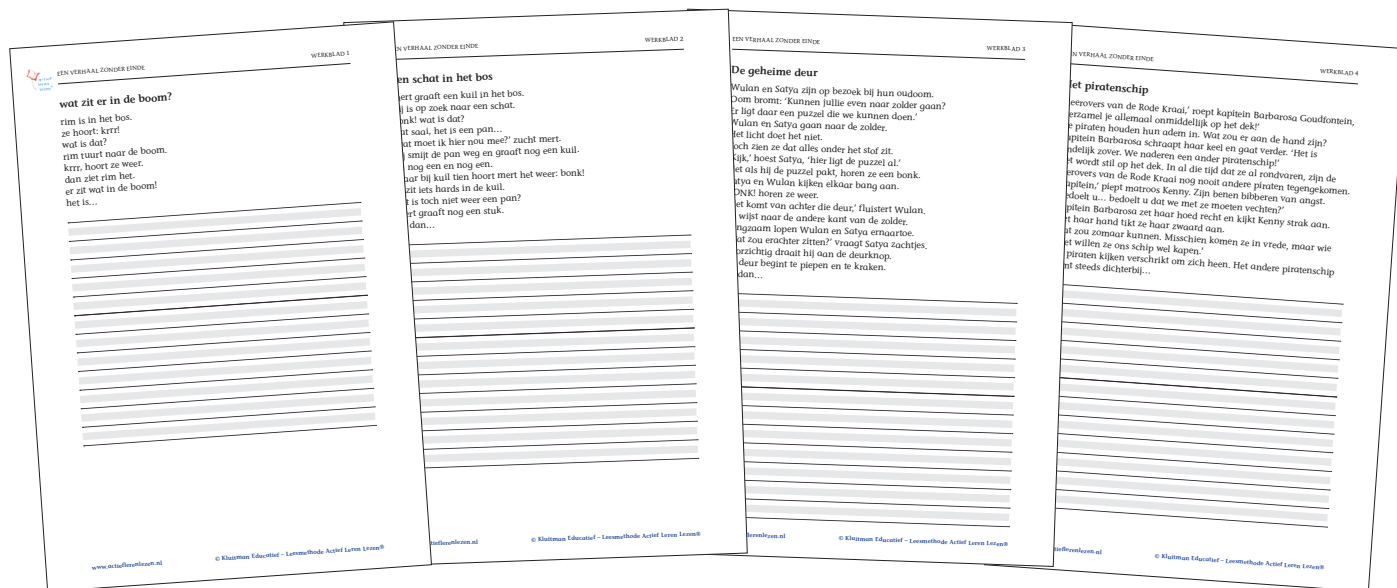 EEN VERHAAL ZONDER EINDE
WERKBLAD 1
wat zit er in de boom?
rim is in het bos.
ze hoort: krrr!
wat is dat?
rim tuurt naar de boom.
krrr, hoort ze weer.
dan ziet rim het.
er zit wat in de boom!
het is…
www.actieflerenlezen.nl
© Kluitman Educatief – Leesmethode Actief Leren Lezen®
N VERHAAL ZONDER EINDE
WERKBLAD 2
en schat in het bos
ert graaft een kuil in het bos.
is op zoek naar een schat.
onk! wat is dat?
at saai, het is een pan…
at moet ik hier nou mee?’ zucht mert.
smijt de pan weg en graaft nog een kuil.
nog een en nog een.
aar bij kuil tien hoort mert het weer: bonk!
zit iets hards in de kuil.
t is toch niet weer een pan?
ert graaft nog een stuk.
dan…
tieflerenlezen.nl
© Kluitman Educatief – Leesmethode Actief Leren Lezen®
EEN VERHAAL ZONDER EINDE
WERKBLAD 3
De geheime deur
Wulan en Satya zijn op bezoek bij hun oudoom.
Oom bromt: ‘Kunnen jullie even naar zolder gaan?
Er ligt daar een puzzel die we kunnen doen.’
Wulan en Satya gaan naar de zolder.
Het licht doet het niet.
Toch zien ze dat alles onder het stof zit.
Kijk,’ hoest Satya, ‘hier ligt de puzzel al.’
et als hij de puzzel pakt, horen ze een bonk.
atya en Wulan kijken elkaar bang aan.
ONK! horen ze weer.
et komt van achter die deur,’ fluistert Wulan.
wijst naar de andere kant van de zolder.
ngzaam lopen Wulan en Satya ernaartoe.
at zou erachter zitten?’ vraagt Satya zachtjes.
orzichtig draait hij aan de deurknop.
deur begint te piepen en te kraken.
dan…
lerenlezen.nl
© Kluitman Educatief – Leesmethode Actief Leren Lezen®
N VERHAAL ZONDER EINDE
WERKBLAD 4
Het piratenschip
eerovers van de Rode Kraai,’ roept kapitein Barbarosa Goudfontein,
erzamel je allemaal onmiddellijk op het dek!’
e piraten houden hun adem in. Wat zou er aan de hand zijn?
apitein Barbarosa schraapt haar keel en gaat verder. ‘Het is
ndelijk zover. We naderen een ander piratenschip!’
et wordt stil op het dek. In al die tijd dat ze al rondvaren, zijn de
erovers van de Rode Kraai nog nooit andere piraten tegengekomen.
apitein,’ piept matroos Kenny. Zijn benen bibberen van angst.
edoelt u… bedoelt u dat we met ze moeten vechten?’
pitein Barbarosa zet haar hoed recht en kijkt Kenny strak aan.
et haar hand tikt ze haar zwaard aan.
at zou zomaar kunnen. Misschien komen ze in vrede, maar wie
et willen ze ons schip wel kapen.’
piraten kijken verschrikt om zich heen. Het andere piratenschip
mt steeds dichterbij…
tieflerenlezen.nl
© Kluitman Educatief – Leesmethode Actief Leren Lezen®